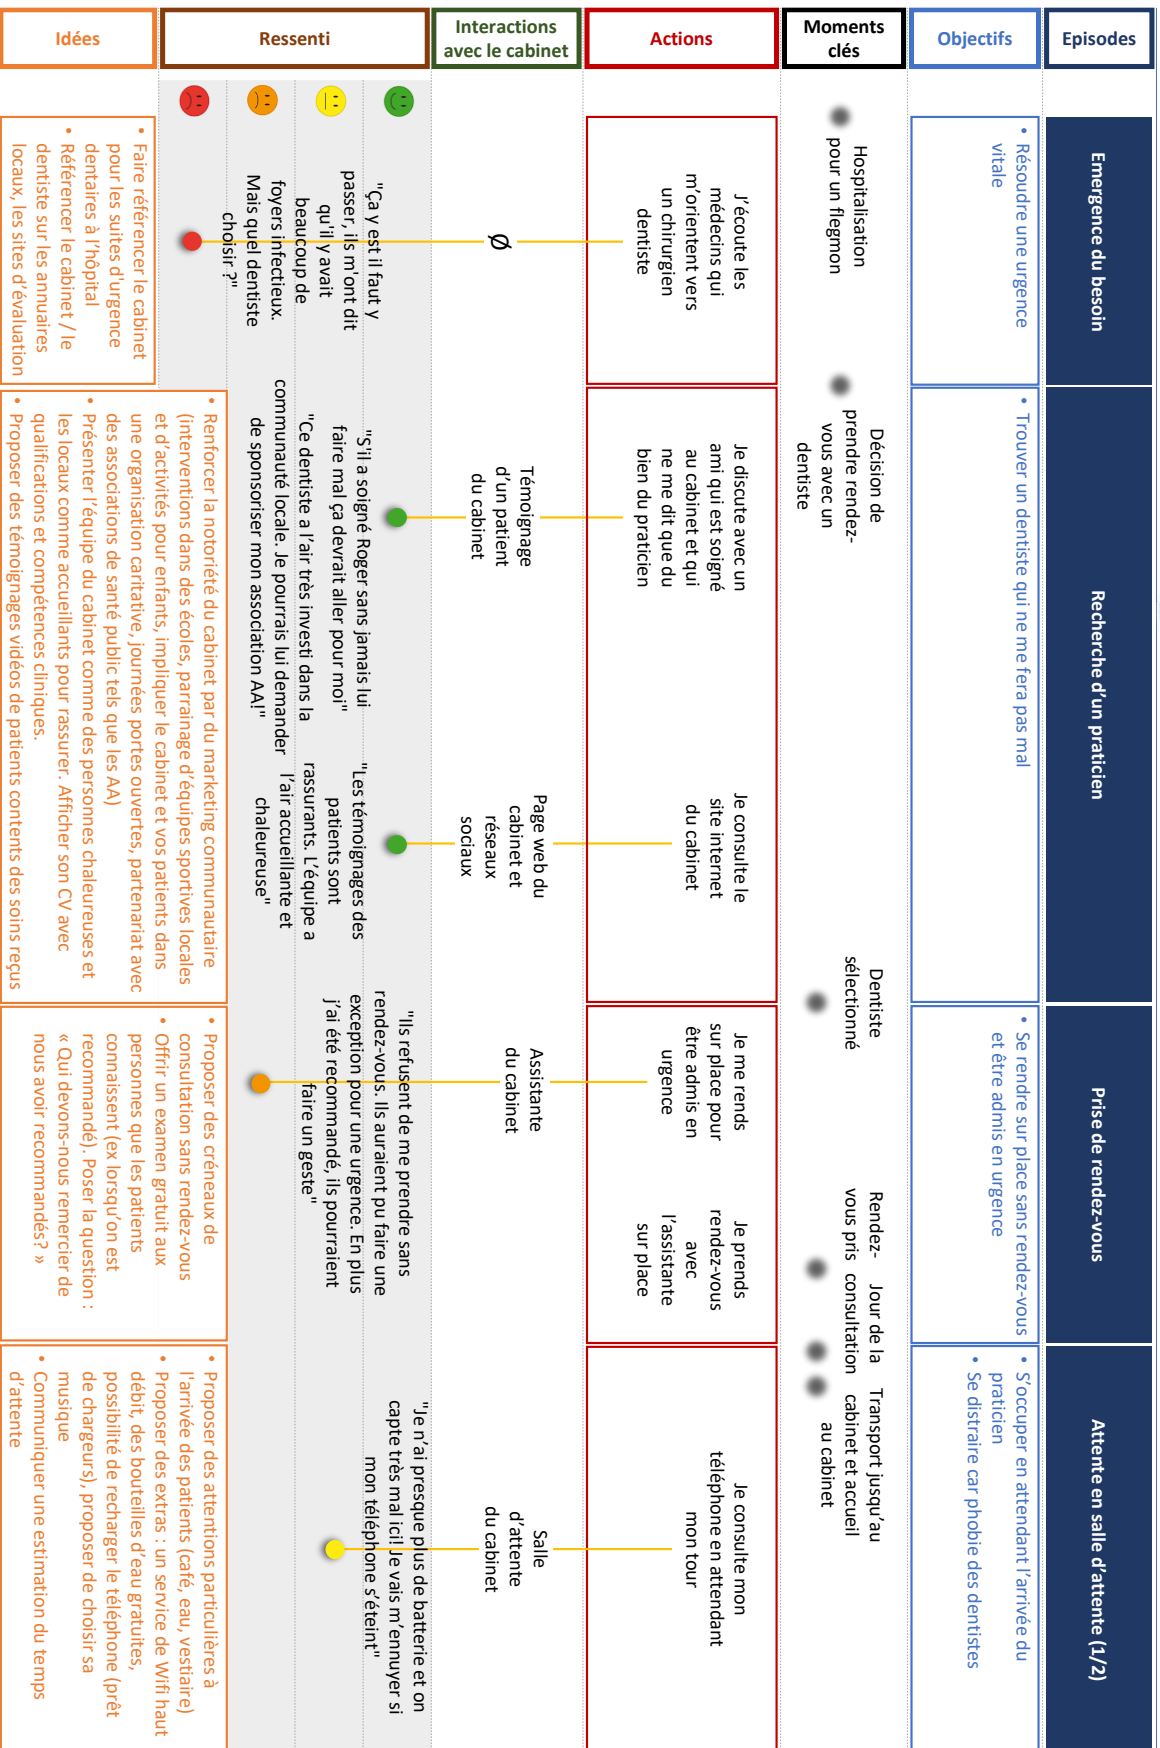 Episodes
Emergence du besoin
Recherche d'un praticien
Prise de rendez-vous
Attente en salle d'attente (1/2)
Objectifs
• Résoudre une urgence
vitale
• Trouver un dentiste qui ne me fera pas mal
• Se rendre sur place sans rendez-vous
et être admis en urgence
• S'occuper en attendant l'arrivée du
praticien
• Se distraire car phobie des dentistes
Moments
clés
Hospitalisation
pour un flegmon
Décision de
prendre rendez-
vous avec un
dentiste
Dentiste
sélectionné
Rendez-
vous pris
Jour de la
consultation
Transport jusqu'au
cabinet et accueil
au cabinet
Actions
J'écoute les
médecins qui
m'orientent vers
un chirurgien
dentiste
Je discute avec un
ami qui est soigné
au cabinet et qui
ne me dit que du
bien du praticien
Je consulte le
site internet
du cabinet
Je me rends
sur place pour
être admis en
urgence
Je prends
rendez-vous
avec
l'assistante
sur place
Je consulte mon
téléphone en attendant
mon tour
Interactions
avec le cabinet
Ø
Témoignage
d'un patient
du cabinet
Page web du
cabinet et
réseaux
sociaux
Assistante
du cabinet
Salle
d'attente
du cabinet
Ressenti
"Ça y est il faut y
passer, ils m'ont dit
qu'il y avait
beaucoup de
foyers infectieux.
Mais quel dentiste
choisir ?"
"S'il a soigné Roger sans jamais lui
faire mal ça devrait aller pour moi"
"Ce dentiste a l'air très investi dans la
communauté locale. Je pourrais lui demander
de sponsoriser mon association AA!"
"Les témoignages des
patients sont
rassurants. L'équipe a
l'air accueillante et
chaleureuse"
"Ils refusent de me prendre sans
rendez-vous. Ils auraient pu faire une
exception pour une urgence. En plus
j'ai été recommandé, ils pourraient
faire un geste"
"Je n'ai presque plus de batterie et on
capte très mal ici! Je vais m'ennuyer si
mon téléphone s'éteint"
Idées
• Faire référencer le cabinet
pour les suites d'urgence
dentaires à l'hôpital
• Référencer le cabinet / le
dentiste sur les annuaires
locaux, les sites d'évaluation
• Renforcer la notoriété du cabinet par du marketing communautaire
(interventions dans des écoles, parrainage d'équipes sportives locales
et d'activités pour enfants, impliquer le cabinet et vos patients dans
une organisation caritative, journées portes ouvertes, partenariat avec
des associations de santé public tels que les AA)
• Présenter l'équipe du cabinet comme des personnes chaleureuses et
les locaux comme accueillants pour rassurer. Afficher son CV avec
qualifications et compétences cliniques.
• Proposer des témoignages vidéos de patients contents des soins reçus
• Proposer des créneaux de
consultation sans rendez-vous
• Offrir un examen gratuit aux
personnes que les patients
connaissent (ex lorsqu'on est
recommandé). Poser la question :
« Qui devons-nous remercier de
nous avoir recommandés? »
• Proposer des attentions particulières à
l'arrivée des patients (café, eau, vestiaire)
• Proposer des extras : un service de Wifi haut
débit, des bouteilles d'eau gratuites,
possibilité de recharger le téléphone (prêt
de chargeurs), proposer de choisir sa
musique
• Communiquer une estimation du temps
d'attente